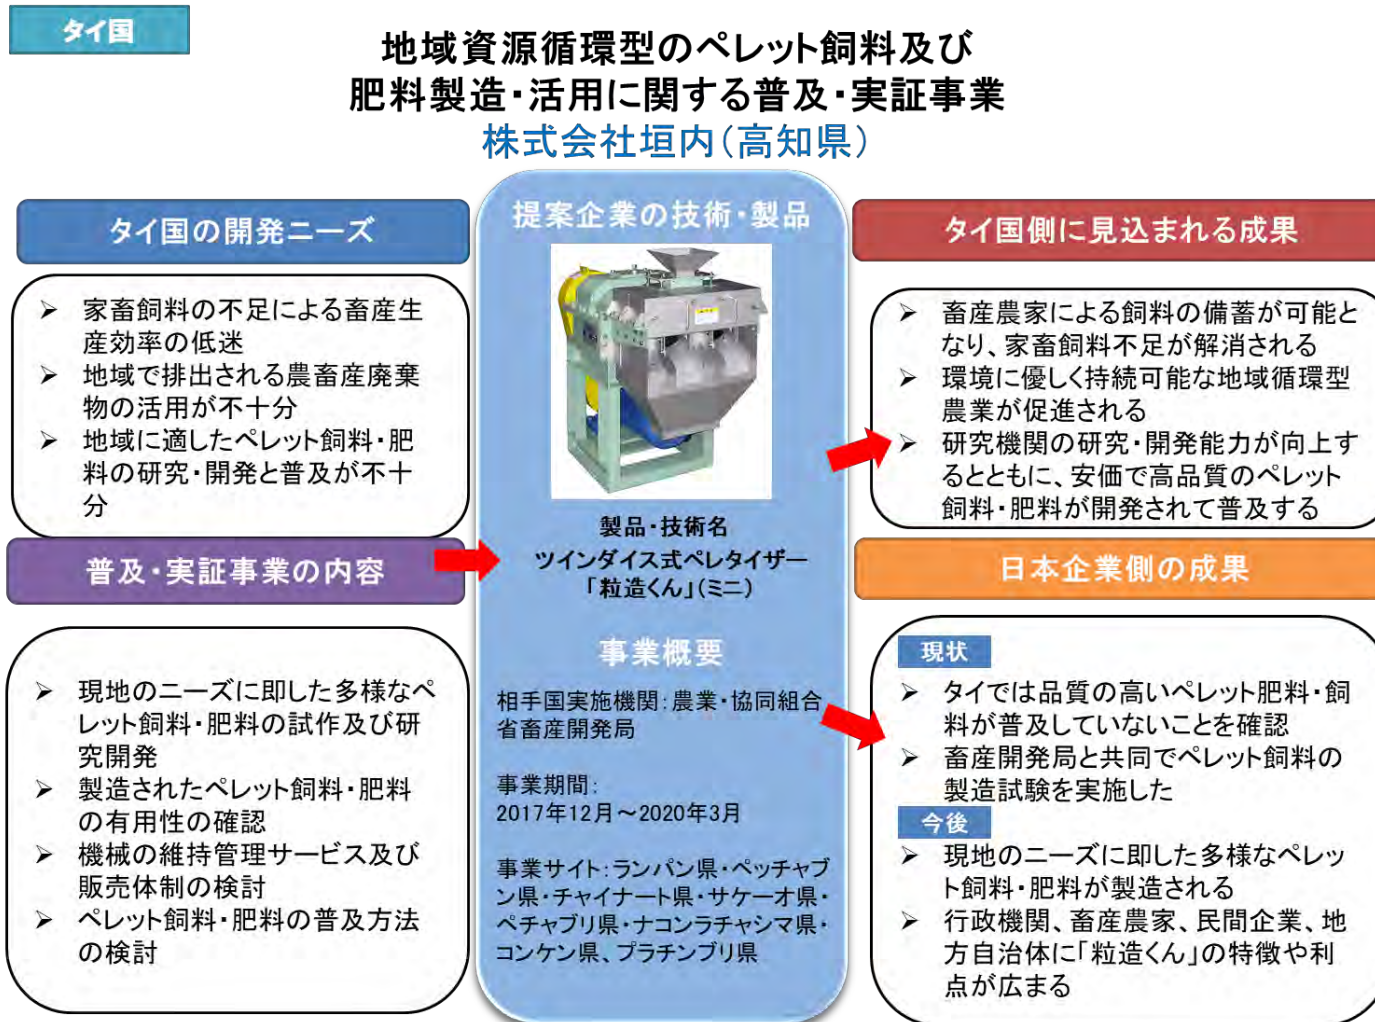 タイ国
地域資源循環型のペレット飼料及び
肥料製造・活用に関する普及・実証事業
株式会社垣内(高知県)
タイ国の開発ニーズ
➢ 家畜飼料の不足による畜産生
産効率の低迷
➢ 地域で排出される農畜産廃棄
物の活用が不十分
➢ 地域に適したペレット飼料・肥
料の研究・開発と普及が不十
分
普及・実証事業の内容
➢ 現地のニーズに即した多様なペ
レット飼料・肥料の試作及び研
究開発
➢ 製造されたペレット飼料・肥料
の有用性の確認
➢ 機械の維持管理サービス及び
販売体制の検討
➢ ペレット飼料・肥料の普及方法
の検討
提案企業の技術・製品
製品・技術名
ツインダイス式ペレタイザー
「粒造くん」(ミニ)
事業概要
相手国実施機関:農業・協同組合
省畜産開発局
事業期間:
2017年12月～2020年3月
事業サイト:ランパン県・ペッチャブ
ン県・チャイナート県・サケーオ県・
ペチャブリ県・ナコンラチャシマ県・
コンケン県、プラチンブリ県
タイ国側に見込まれる成果
➢ 畜産農家による飼料の備蓄が可能と
なり、家畜飼料不足が解消される
➢ 環境に優しく持続可能な地域循環型
農業が促進される
➢ 研究機関の研究・開発能力が向上す
るとともに、安価で高品質のペレット
飼料・肥料が開発されて普及する
日本企業側の成果
現状
➢ タイでは品質の高いペレット肥料・飼
料が普及していないことを確認
➢ 畜産開発局と共同でペレット飼料の
製造試験を実施した
今後
➢ 現地のニーズに即した多様なペレッ
ト飼料・肥料が製造される
➢ 行政機関、畜産農家、民間企業、地
方自治体に「粒造くん」の特徴や利
点が広まる